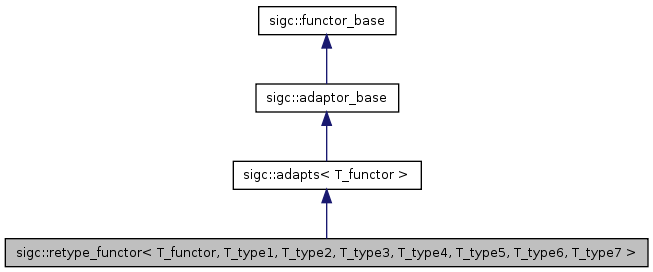 sigc::functor_base
sigc::adaptor_base
sigc::adapts< T_functor >
sigc::retype_functor< T_functor, T_type1, T_type2, T_type3, T_type4, T_type5, T_type6, T_type7 >